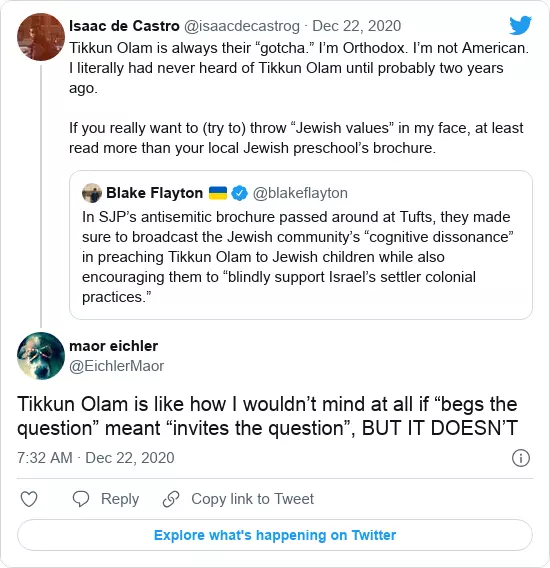 Isaac de Castro @isaacdecastrog · Dec 22, 2020
Tikkun Olam is always their “gotcha.” I’m Orthodox. I’m not American.
I literally had never heard of Tikkun Olam until probably two years
ago.
If you really want to (try to) throw “Jewish values” in my face, at least
read more than your local Jewish preschool’s brochure.
Blake Flayton 🇺🇦 @blakeflayton
In SJP’s antisemitic brochure passed around at Tufts, they made
sure to broadcast the Jewish community’s “cognitive dissonance”
in preaching Tikkun Olam to Jewish children while also
encouraging them to “blindly support Israel’s settler colonial
practices.”
maor eichler
@EichlerMaor
Tikkun Olam is like how I wouldn’t mind at all if “begs the
question” meant “invites the question”, BUT IT DOESN’T
7:32 AM · Dec 22, 2020
Reply Copy link to Tweet
Explore what’s happening on Twitter